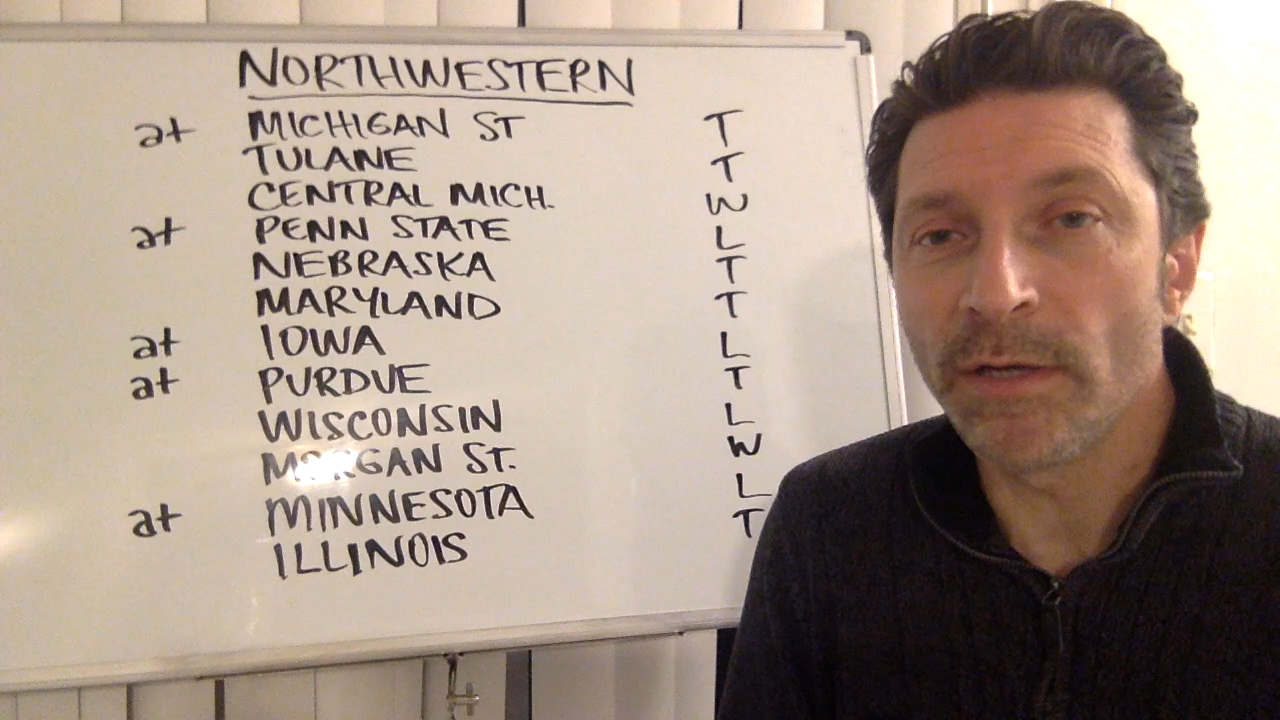 NORTHWESTERN
at MICHIGAN ST T
TULANE T
CENTRAL MICH. W
at PENN STATE L
NEBRASKA T
MARYLAND T
at IOWA L
at PURDUE T
WISCONSIN L
MORGAN ST. W
at MINNESOTA L
ILLINOIS T